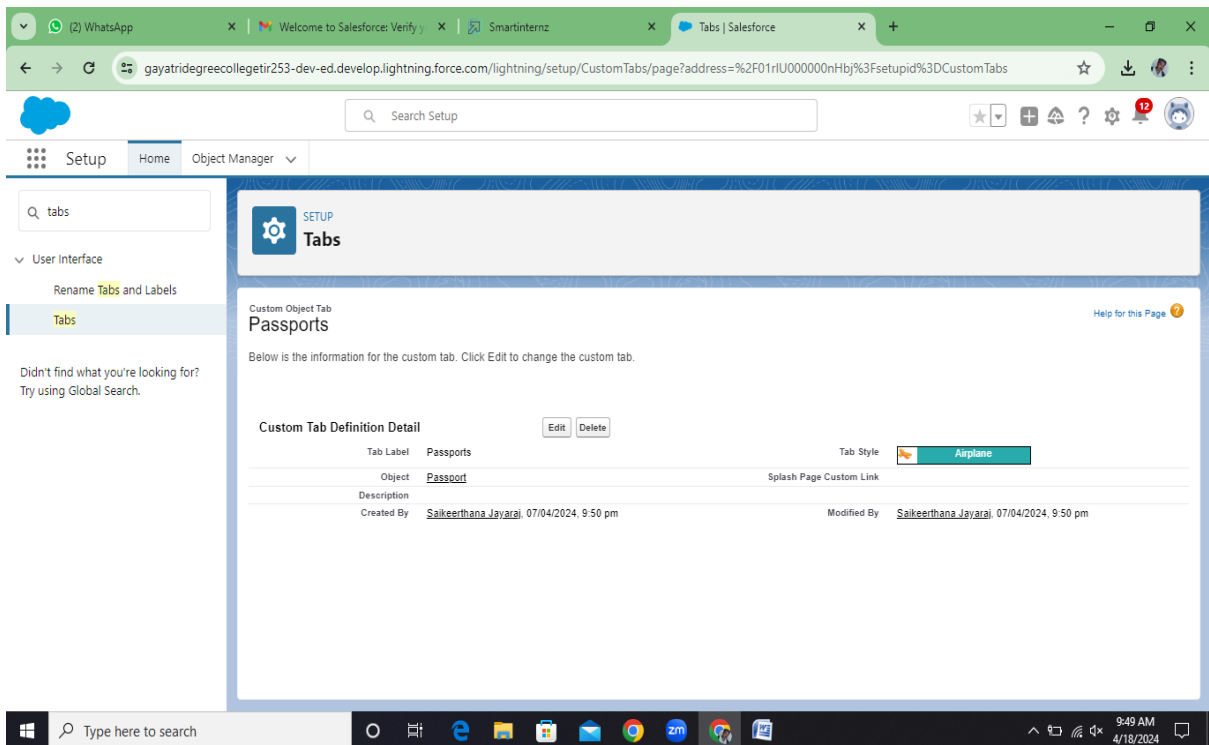 (2) WhatsApp
Welcome to Salesforce: Verify y
Smartinternz
Tabs | Salesforce
gayatridegreecollegetir253-dev-ed.develop.lightning.force.com/lightning/setup/CustomTabs/page?address=%2F01rIU000000nHbj%3Fsetupid%3DCustomTabs
Search Setup
12
Setup Home Object Manager
tabs
User Interface
Rename Tabs and Labels
Tabs
Didn't find what you're looking for?
Try using Global Search.
SETUP
Tabs
Custom Object Tab
Passports
Help for this Page
Below is the information for the custom tab. Click Edit to change the custom tab.
Custom Tab Definition Detail Edit Delete
Tab Label Passports Tab Style Airplane
Object Passport Splash Page Custom Link
Description
Created By Saikeerthana Jayaraj, 07/04/2024, 9:50 pm Modified By Saikeerthana Jayaraj, 07/04/2024, 9:50 pm
Type here to search
zm
W
9:49 AM
4/18/2024